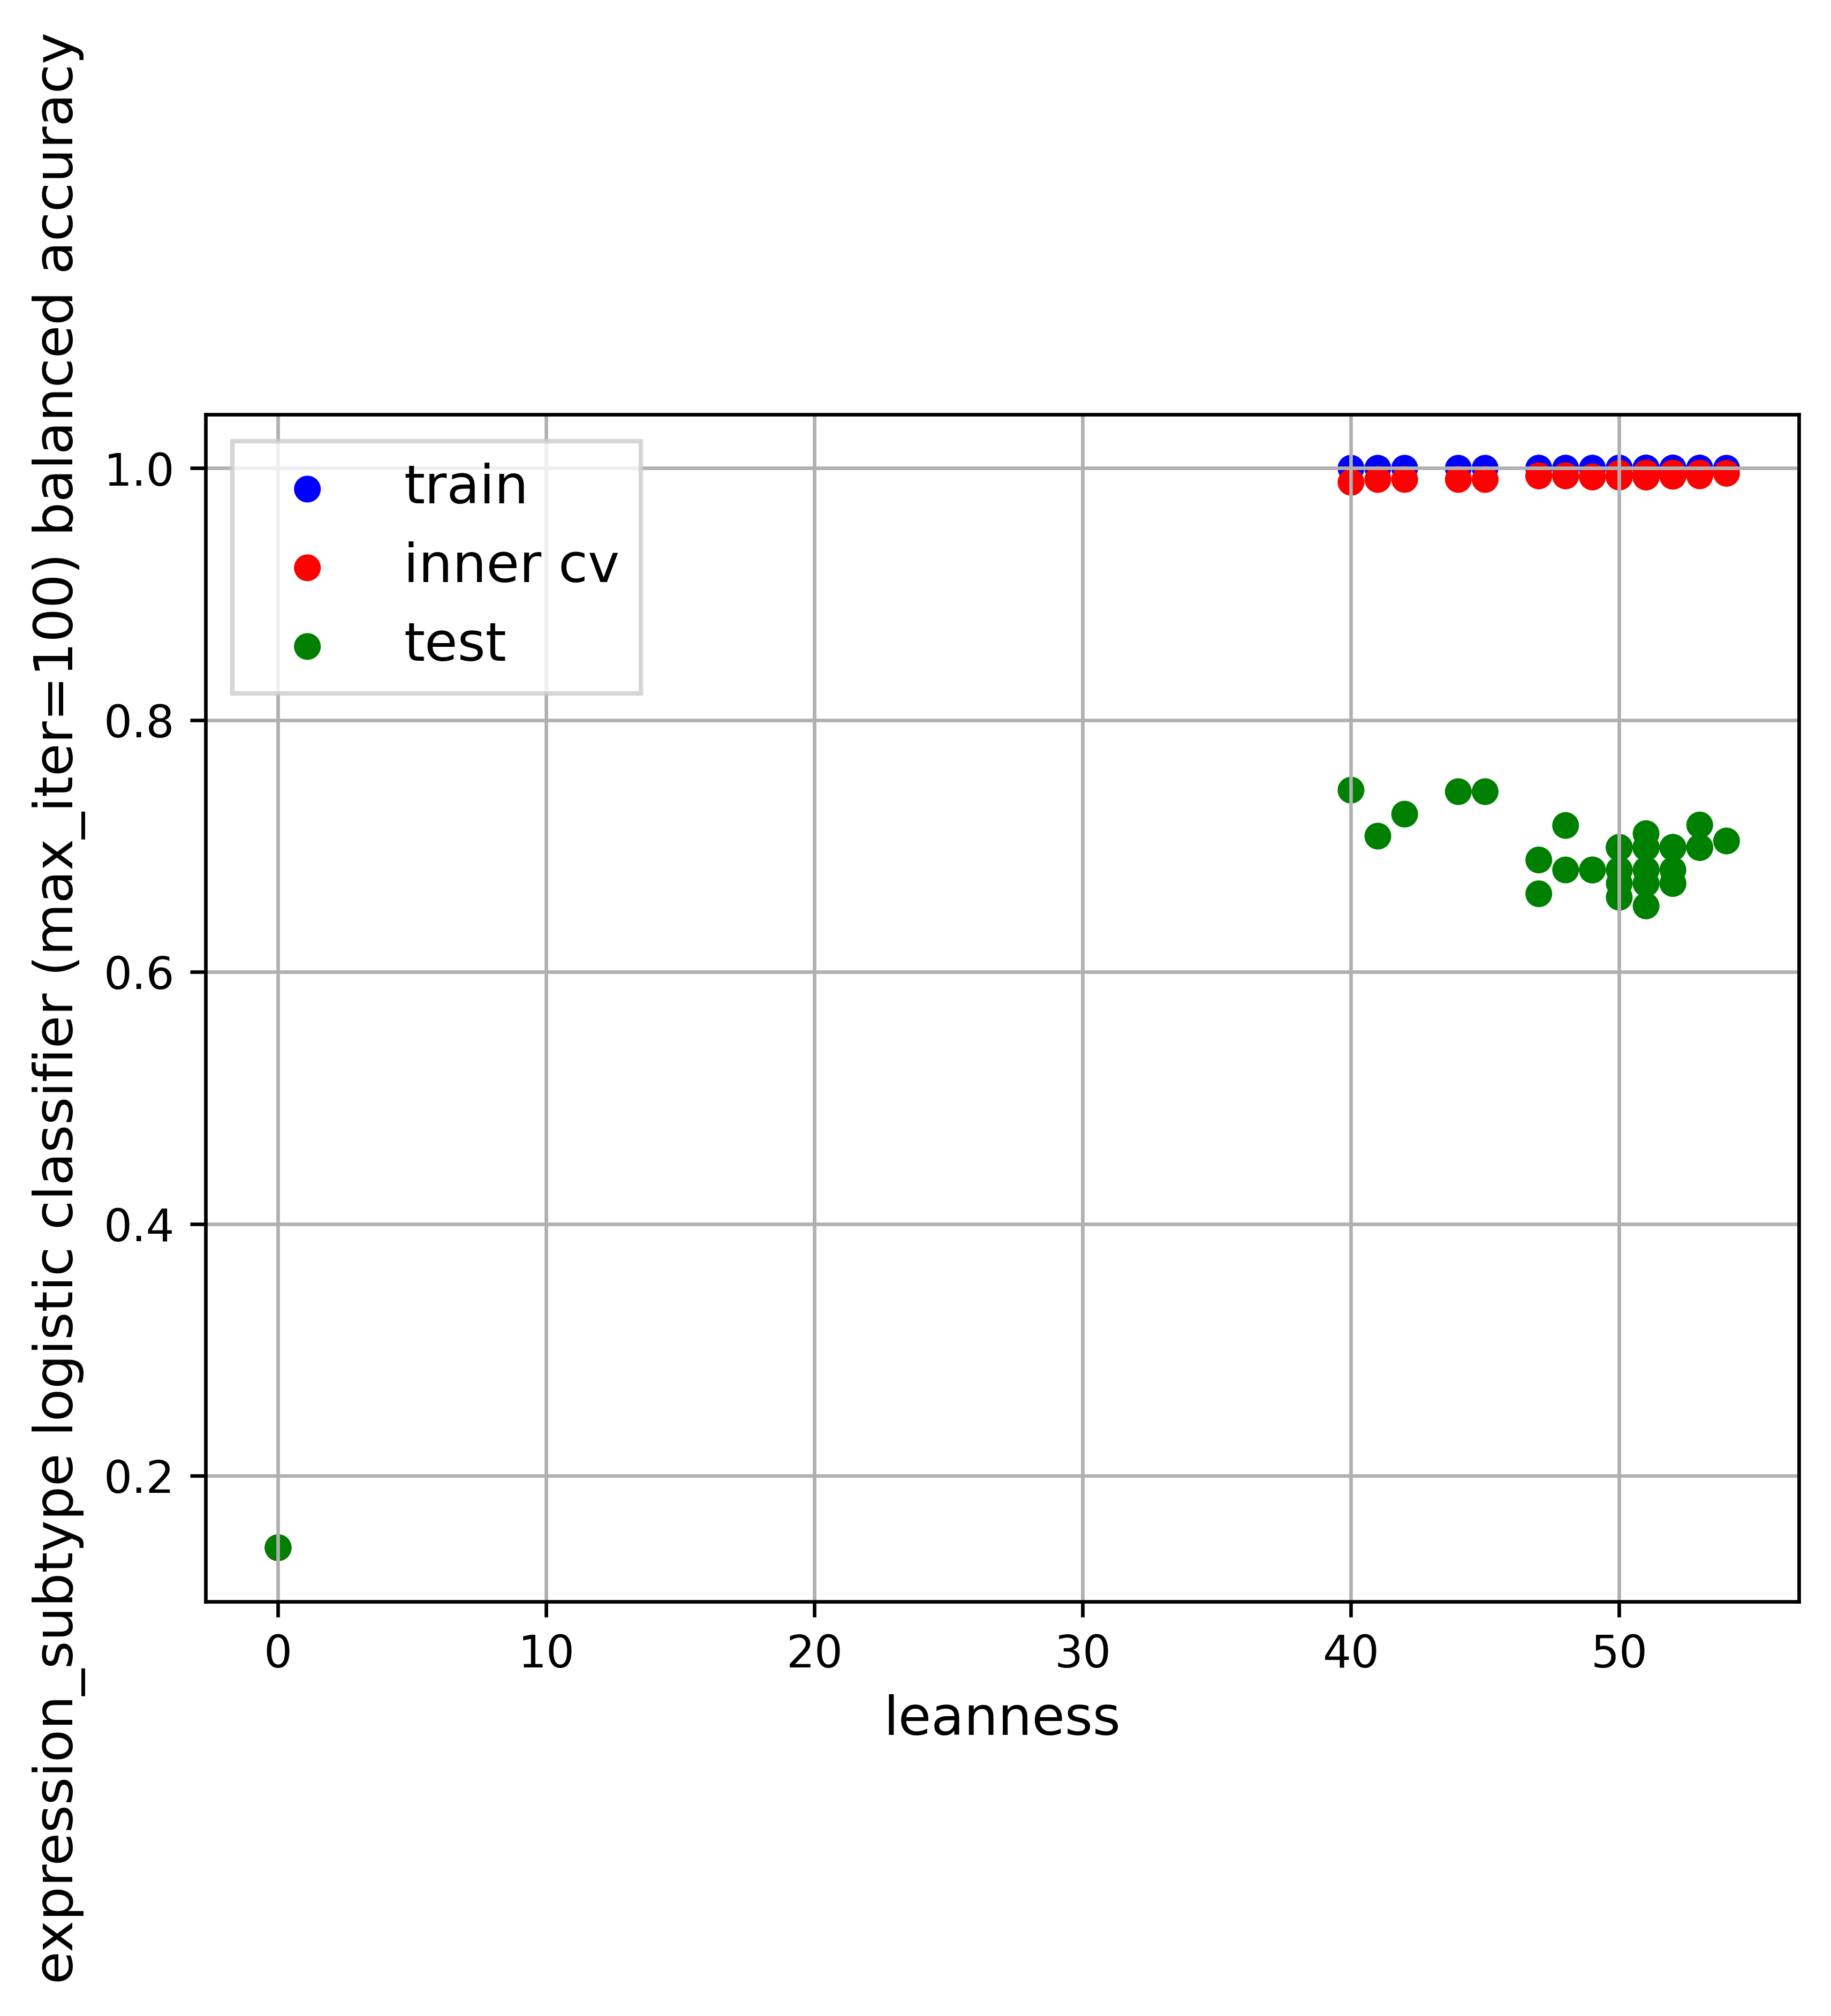 expression_subtype logistic classifier (max_iter=100) balanced accuracy
train
inner cv
test
1.0
0.8
0.6
0.4
0.2
0 10 20 30 40 50
leanness